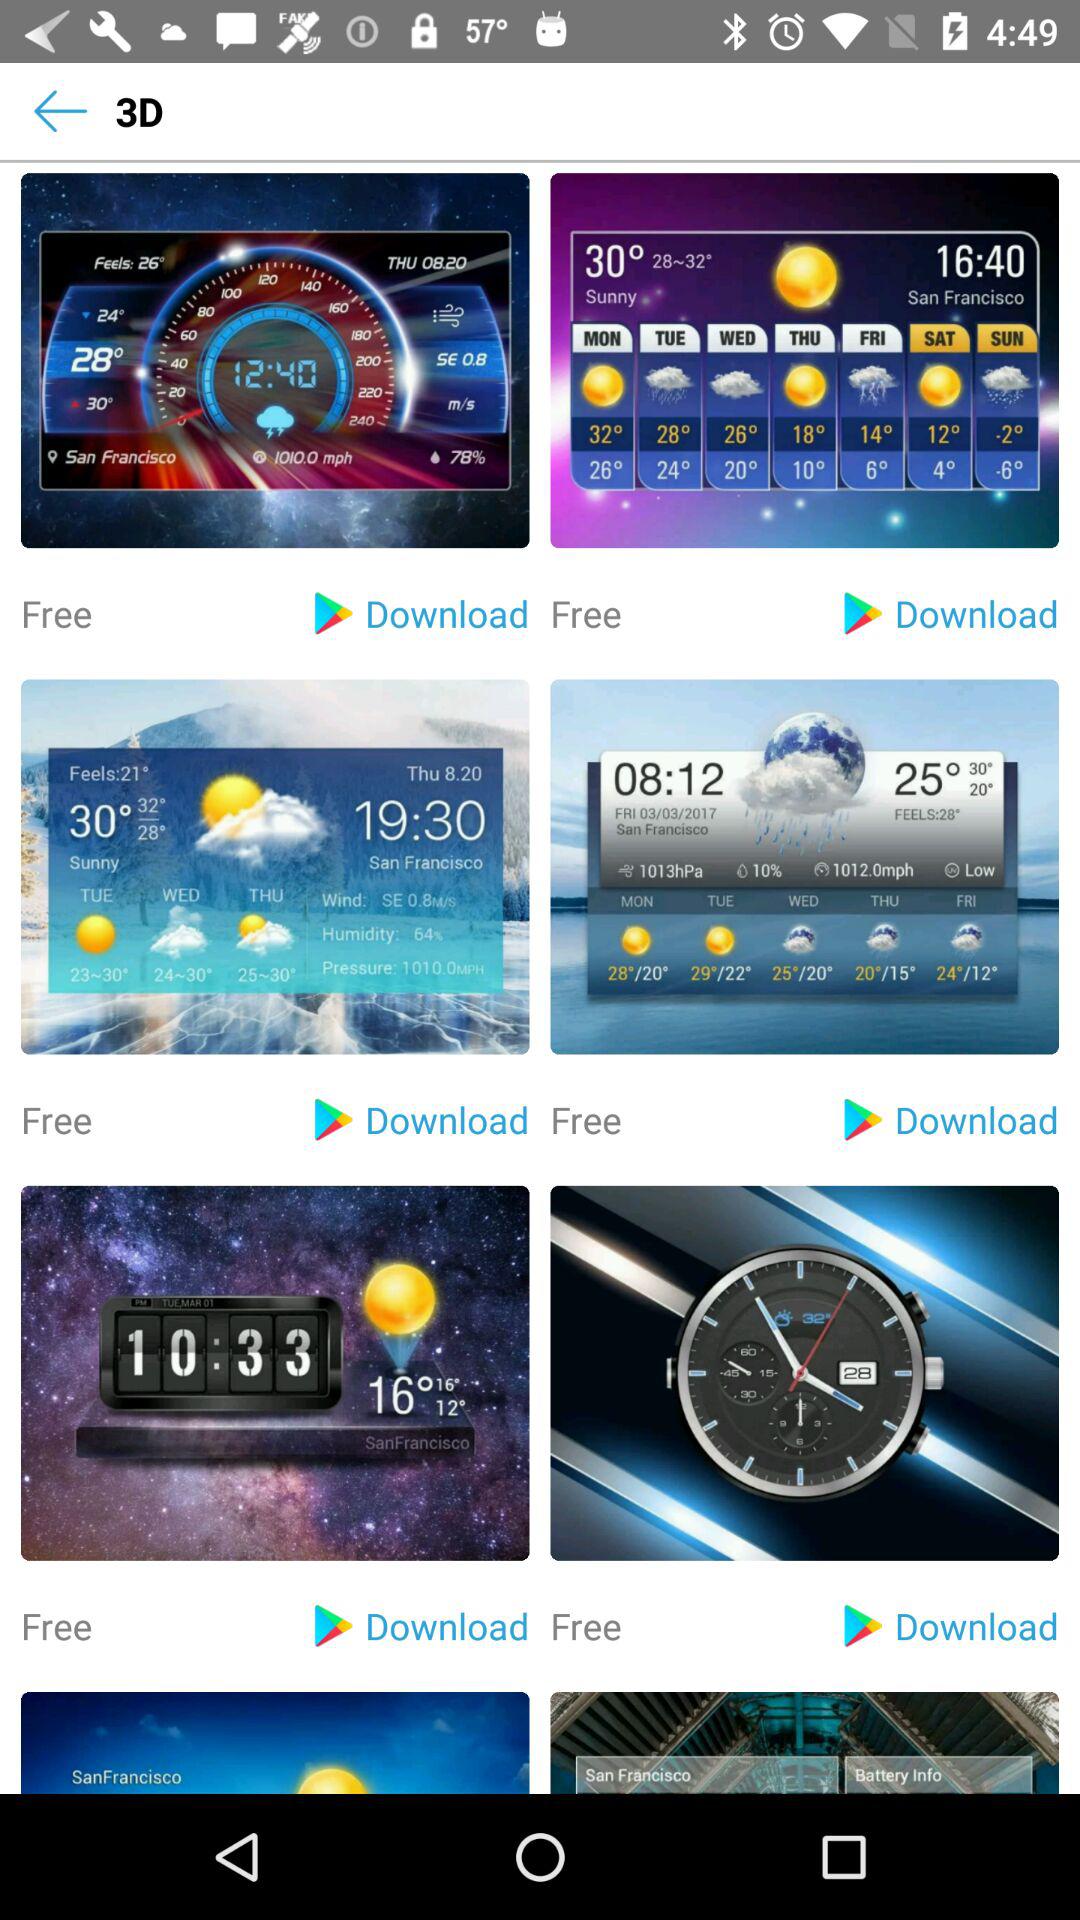 FAKE 57° 4:49
3D
Feels: 26° THU 08.20
24°
28°
30°
SE 0.8
m/s
0 20 40 60 80 100 120 140 160 180 200 220 240
12:40
San Francisco 1010.0 mph 78%
30° 28~32° 16:40
Sunny San Francisco
MON TUE WED THU FRI SAT SUN
32° 28° 26° 18° 14° 12° -2°
26° 24° 20° 10° 6° 4° -6°
Free Download Free Download
Feels:21° Thu 8.20
30° 32° 28° 19:30
Sunny San Francisco
TUE WED THU
Wind: SE 0.8M/S
Humidity: 64%
Pressure: 1010.0MPH
23~30° 24~30° 25~30°
08:12 25° 30° 20°
FRI 03/03/2017 FEELS:28°
San Francisco
1013hPa 10% 1012.0mph UV Low
MON TUE WED THU FRI
28°/20° 29°/22° 25°/20° 20°/15° 24°/12°
Free Download Free Download
PM TUE,MAR 01
10:33
16° 16° 12°
SanFrancisco
32°
60
45 15
30
28
12
9 3
6
Free Download Free Download
SanFrancisco
San Francisco Battery Info